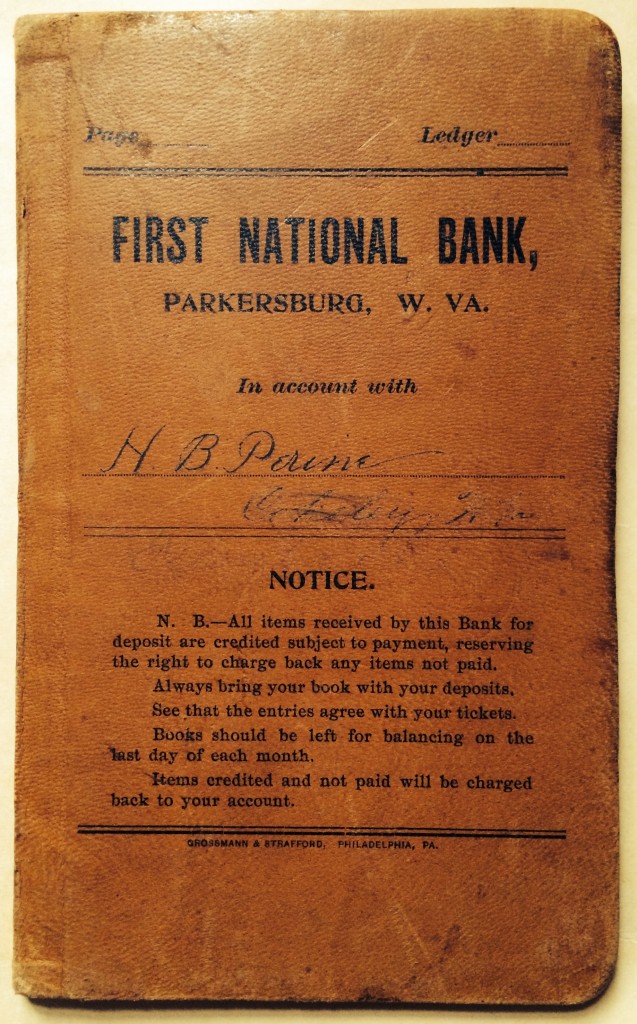 Page Ledger
FIRST NATIONAL BANK,
PARKERSBURG, W. VA.
In account with
H B Perine
NOTICE.
N. B.—All items received by this Bank for
deposit are credited subject to payment, reserving
the right to charge back any items not paid.
Always bring your book with your deposits.
See that the entries agree with your tickets.
Books should be left for balancing on the
last day of each month.
Items credited and not paid will be charged
back to your account.
GROSSMANN & STRAFFORD, PHILADELPHIA, PA.